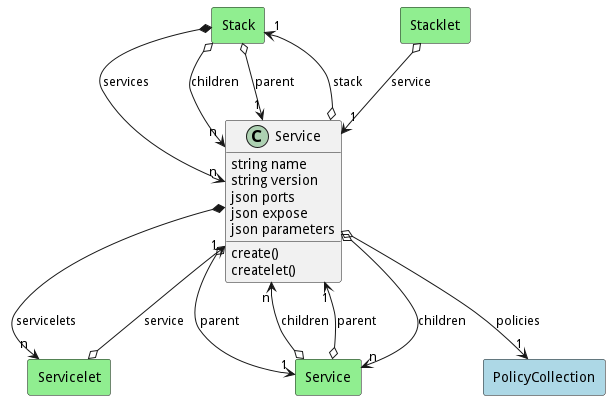 Stack
Stacklet
1
services
children
parent
stack
service
1
1
n
n
C Service
string name
string version
json ports
json expose
json parameters
create()
createlet()
1
n
1
servicelets
service
parent
children
parent
children
policies
n
1
n
1
Servicelet
Service
PolicyCollection